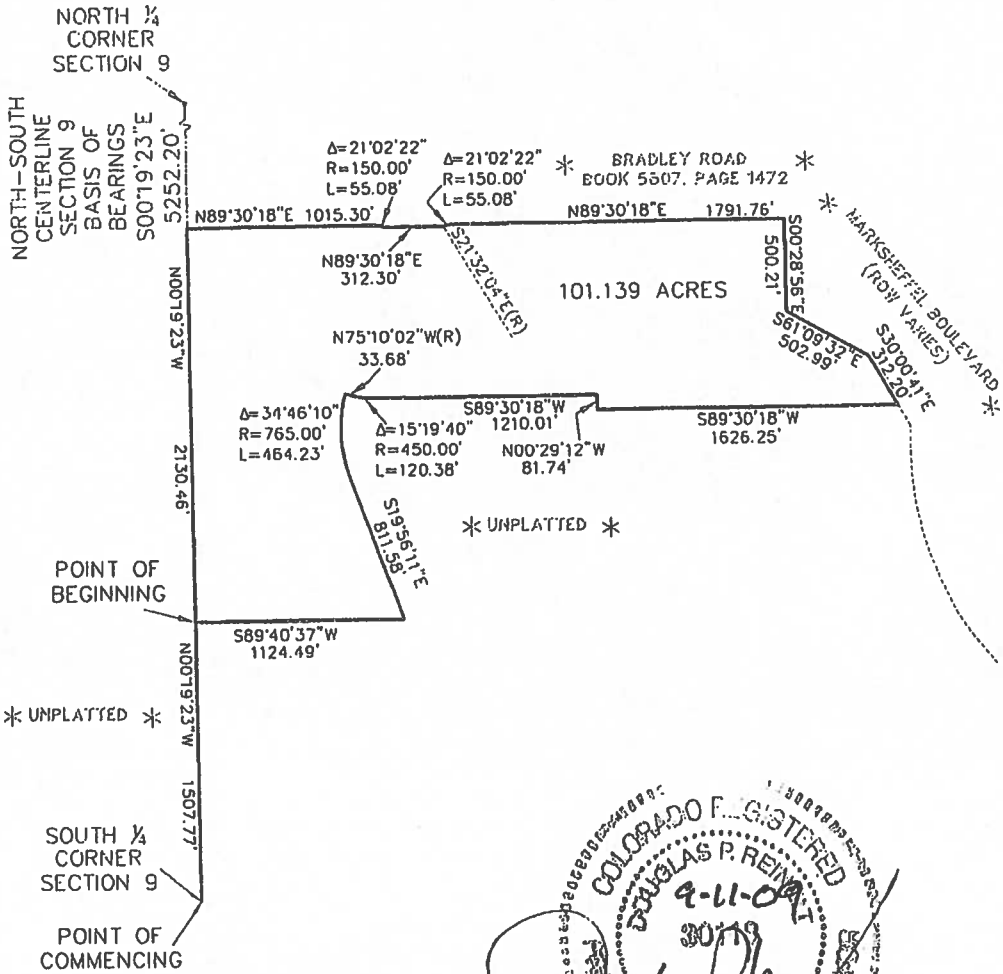 NORTH ¼
CORNER
SECTION 9
NORTH-SOUTH
CENTERLINE
SECTION 9
BASIS OF
BEARINGS
S00°19'23"E
5252.20'
Δ=21°02'22"
R=150.00'
L=55.08'
Δ=21°02'22"
R=150.00'
L=55.08'
* BRADLEY ROAD *
BOOK 5507, PAGE 1472
N89°30'18"E 1015.30'
N89°30'18"E 1791.76'
N89°30'18"E
312.30'
S21°32'04"E(R)
S00°28'56"E
500.21'
* MARKSHEFFEL BOULEVARD *
(ROW VARIES)
101.139 ACRES
S61°09'32"E
502.99'
S30°00'41"E
312.20'
N00°19'23"W
2130.46'
N75°10'02"W(R)
33.68'
Δ=34°46'10"
R=765.00'
L=464.23'
Δ=15°19'40"
R=450.00'
L=120.38'
S89°30'18"W
1210.01'
N00°29'12"W
81.74'
S89°30'18"W
1626.25'
S19°56'11"E
811.58'
* UNPLATTED *
POINT OF
BEGINNING
S89°40'37"W
1124.49'
N00°19'23"W
1507.77'
* UNPLATTED *
SOUTH ¼
CORNER
SECTION 9
POINT OF
COMMENCING
COLORADO
DOUGLAS P.